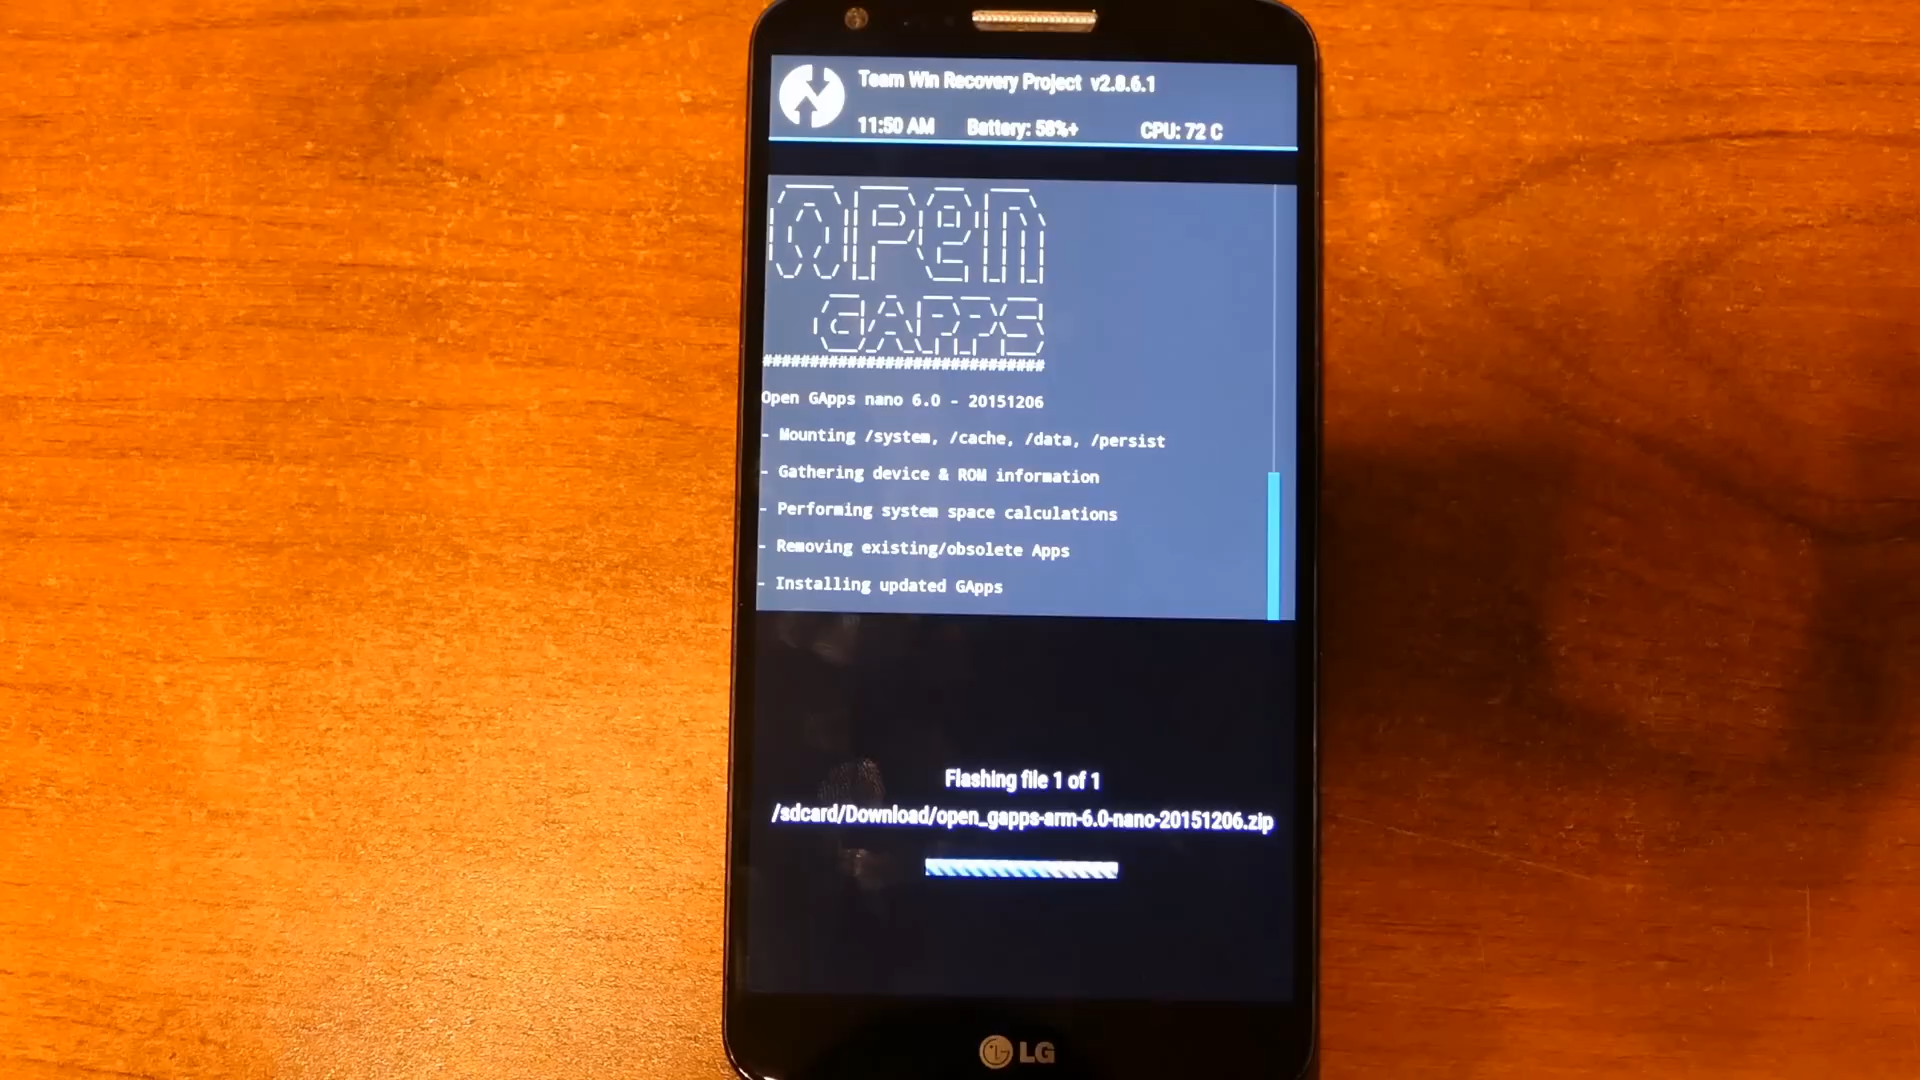 Team Win Recovery Project v2.8.6.1
11:50 AM Battery: 58%+ CPU: 72 C
OPEN
GAPPS
##############################
Open GApps nano 6.0 - 20151206
- Mounting /system, /cache, /data, /persist
- Gathering device & ROM information
- Performing system space calculations
- Removing existing/obsolete Apps
- Installing updated GApps
Flashing file 1 of 1
/sdcard/Download/open_gapps-arm-6.0-nano-20151206.zip
LG